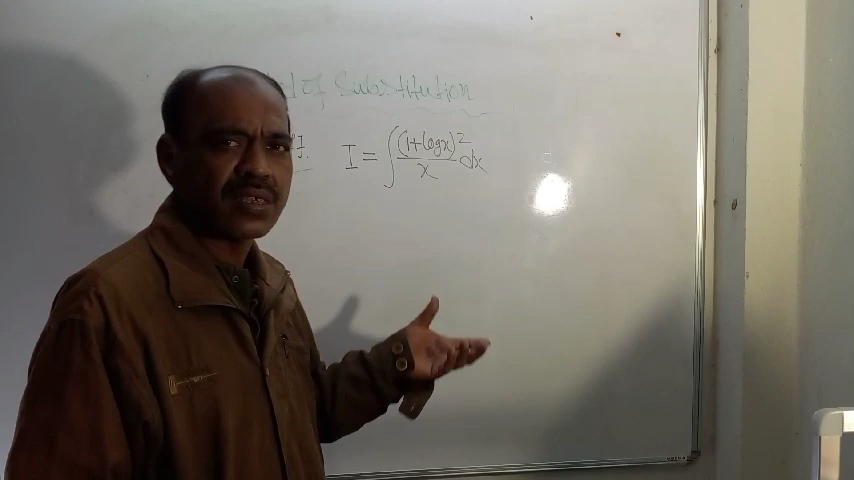 of Substitution
I = ∫ (1+logx)² / x dx